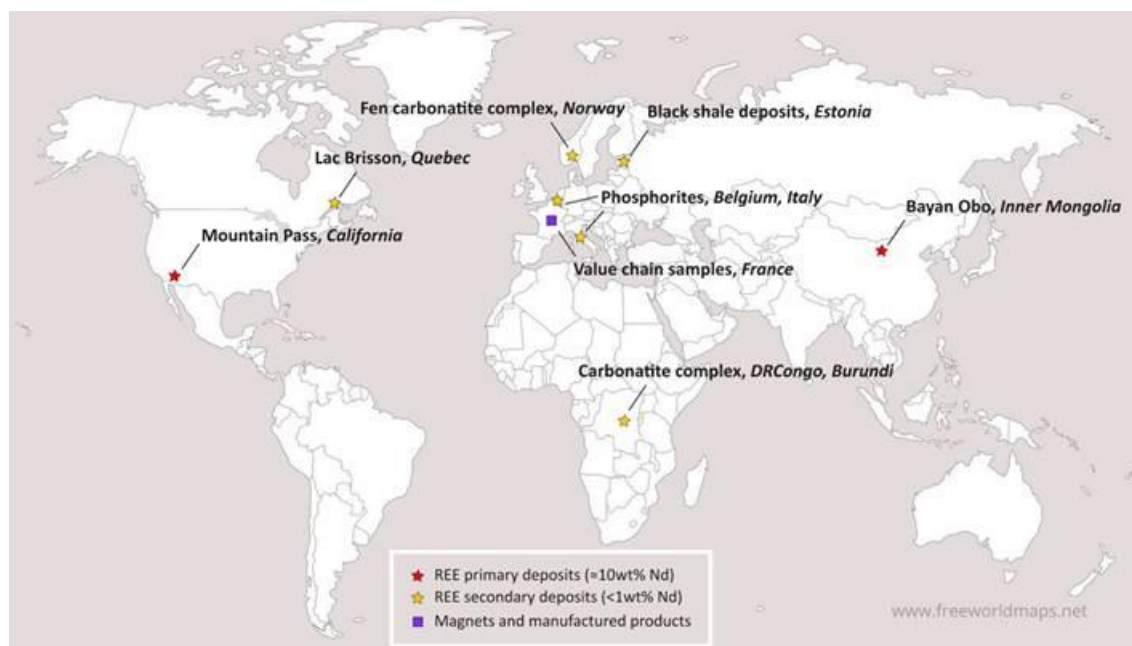 Fen carbonatite complex, Norway
Black shale deposits, Estonia
Lac Brisson, Quebec
Phosphorites, Belgium, Italy
Bayan Obo, Inner Mongolia
Mountain Pass, California
Value chain samples, France
Carbonatite complex, DRCongo, Burundi
REE primary deposits (≈10wt% Nd)
REE secondary deposits (<1wt% Nd)
Magnets and manufactured products
www.freeworldmaps.net